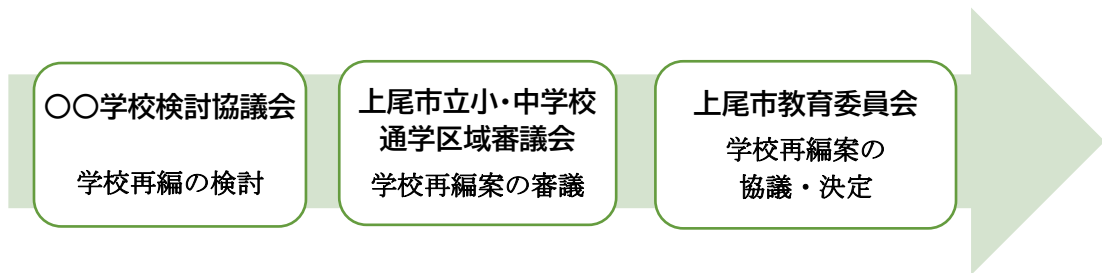 〇〇学校検討協議会
学校再編の検討
上尾市立小・中学校
通学区域審議会
学校再編案の審議
上尾市教育委員会
学校再編案の
協議・決定